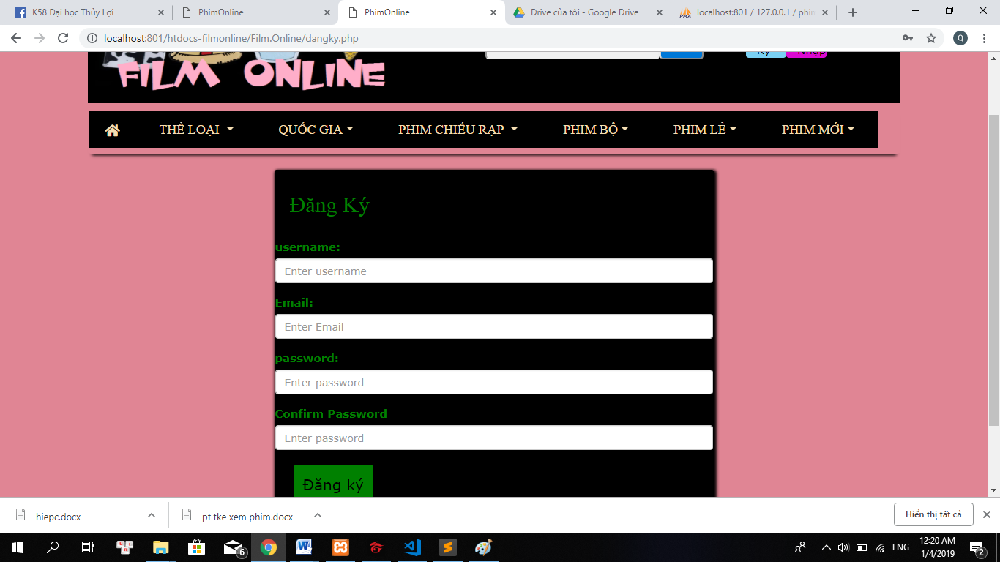 K58 Đại học Thủy Lợi
PhimOnline
PhimOnline
Drive của tôi - Google Drive
localhost:801 / 127.0.0.1 / phim
localhost:801/htdocs-filmonline/Film.Online/dangky.php
Q
FILM ONLINE
Ký
Nhập
THỂ LOẠI
QUỐC GIA
PHIM CHIẾU RẠP
PHIM BỘ
PHIM LẺ
PHIM MỚI
Đăng Ký
username:
Enter username
Email:
Enter Email
password:
Enter password
Confirm Password
Enter password
Đăng ký
hiepc.docx
pt tke xem phim.docx
Hiển thị tất cả
6
ENG
12:20 AM
1/4/2019
2